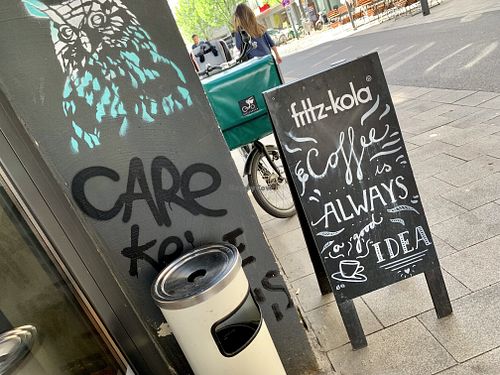 CARE
fritz-kola®
Coffee
is
ALWAYS
a good
IDEA